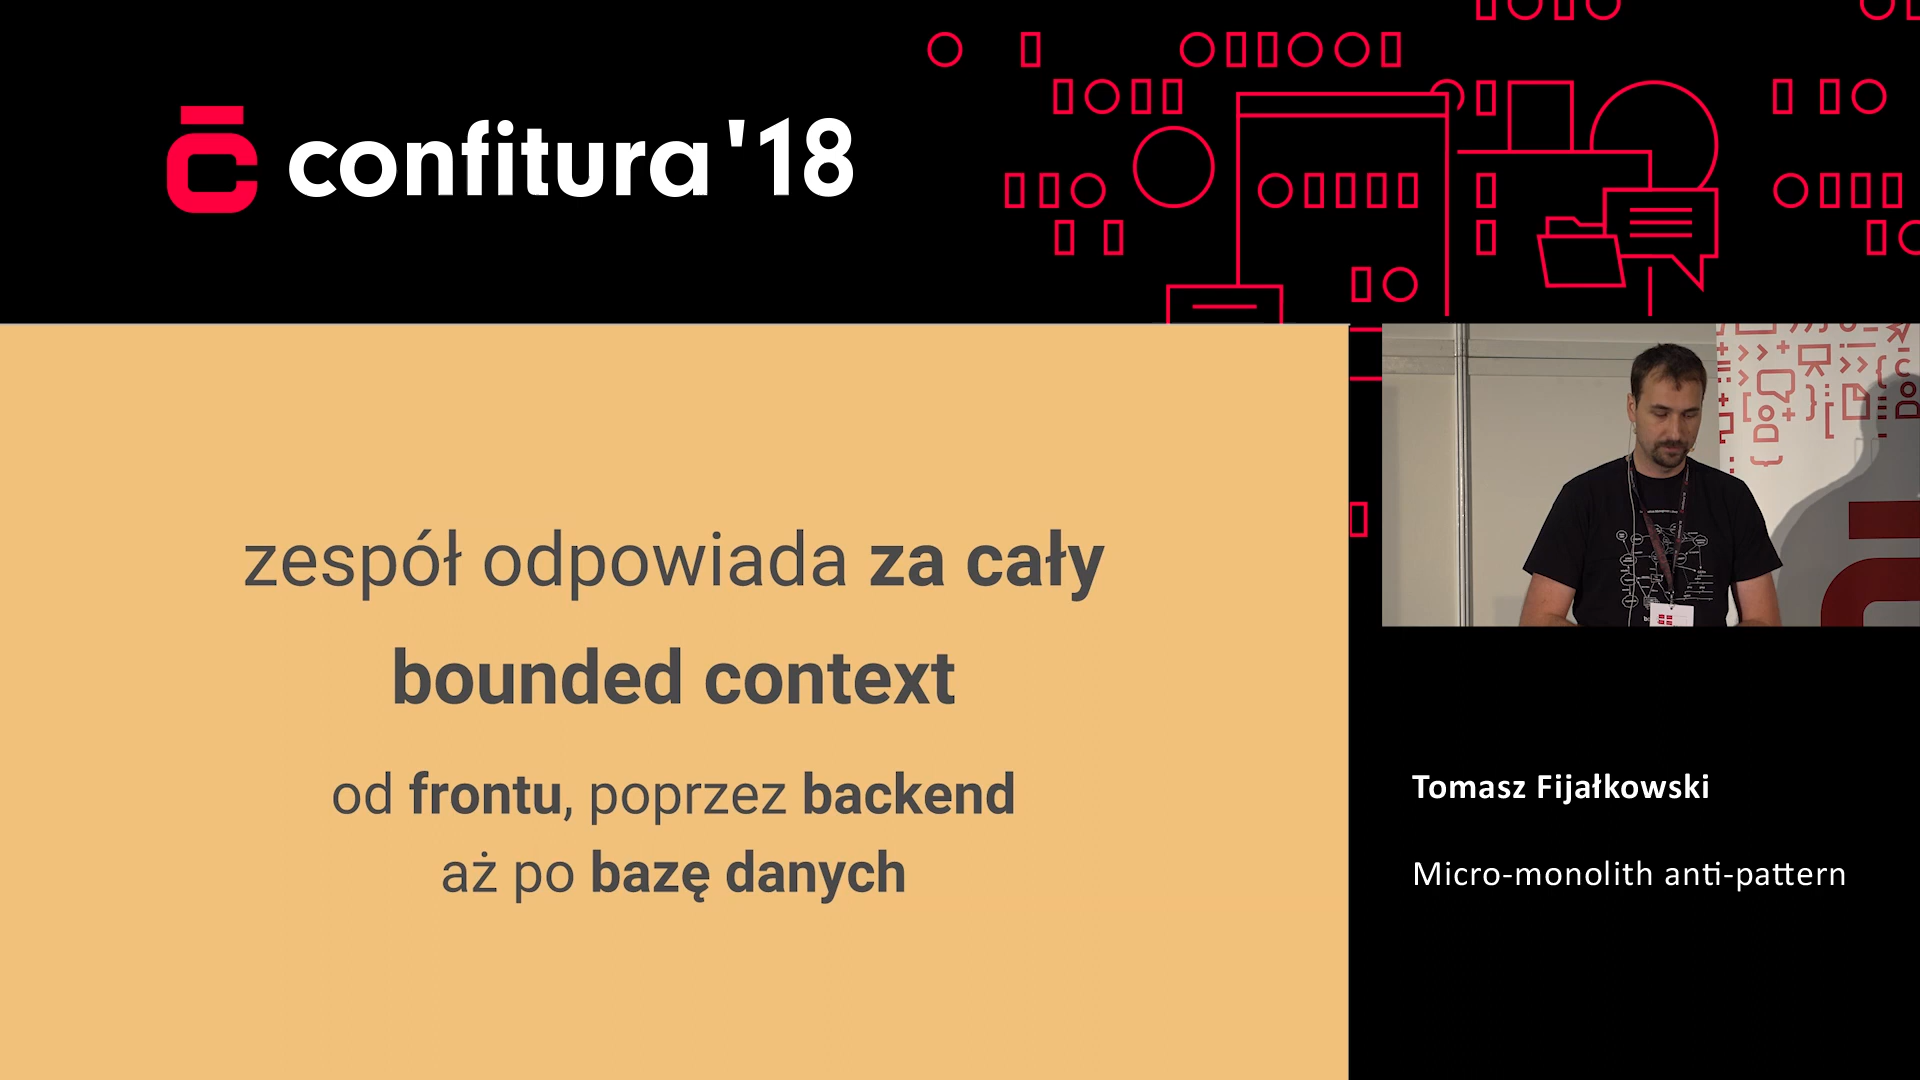 confitura '18
zespół odpowiada za cały
bounded context
od frontu, poprzez backend
aż po bazę danych
Tomasz Fijałkowski
Micro-monolith anti-pattern